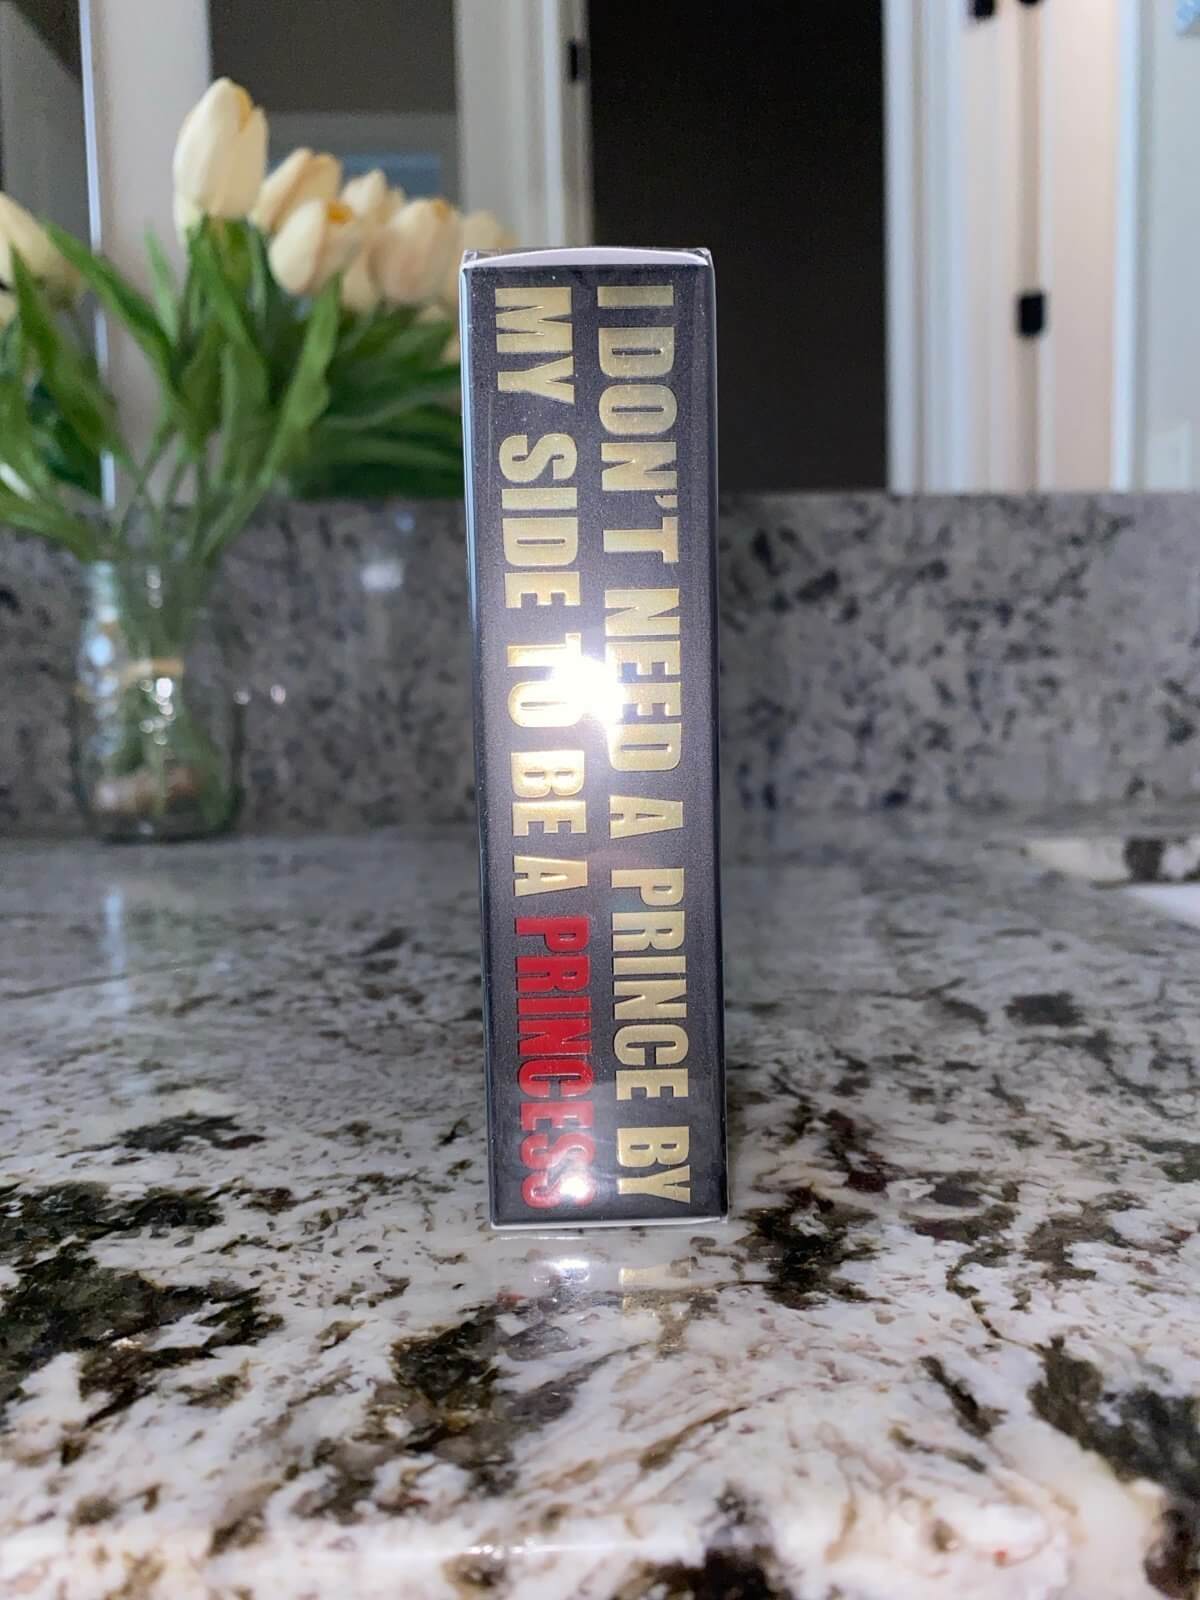 I DON'T NEED A PRINCE BY
MY SIDE TO BE A PRINCESS